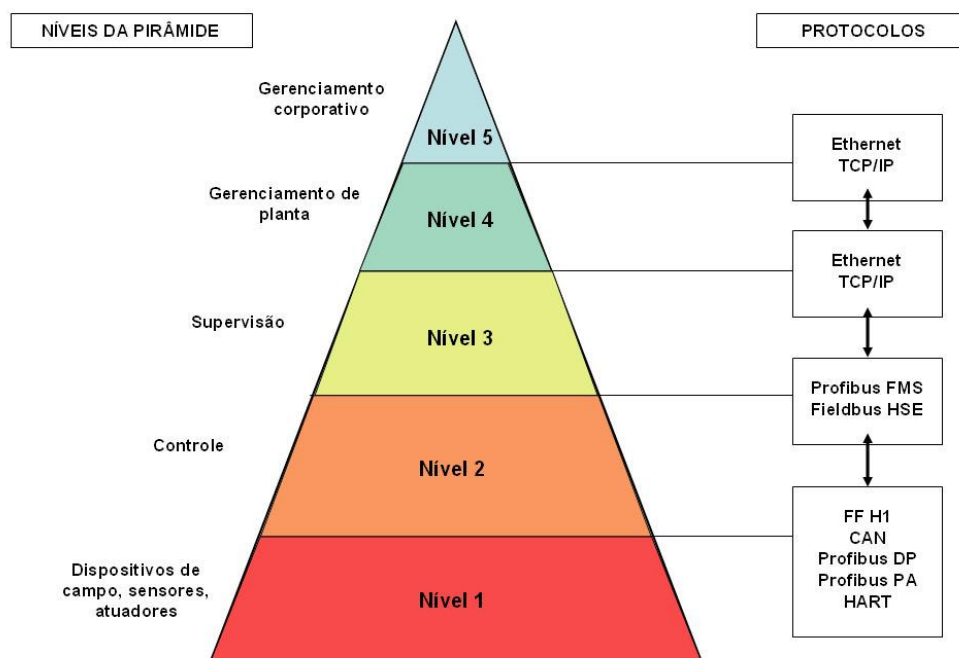 NÍVEIS DA PIRÂMIDE
PROTOCOLOS
Gerenciamento
corporativo
Nível 5
Ethernet
TCP/IP
Gerenciamento de
planta
Nível 4
Ethernet
TCP/IP
Supervisão
Nível 3
Profibus FMS
Fieldbus HSE
Controle
Nível 2
FF H1
CAN
Profibus DP
Profibus PA
HART
Dispositivos de
campo, sensores,
atuadores
Nível 1